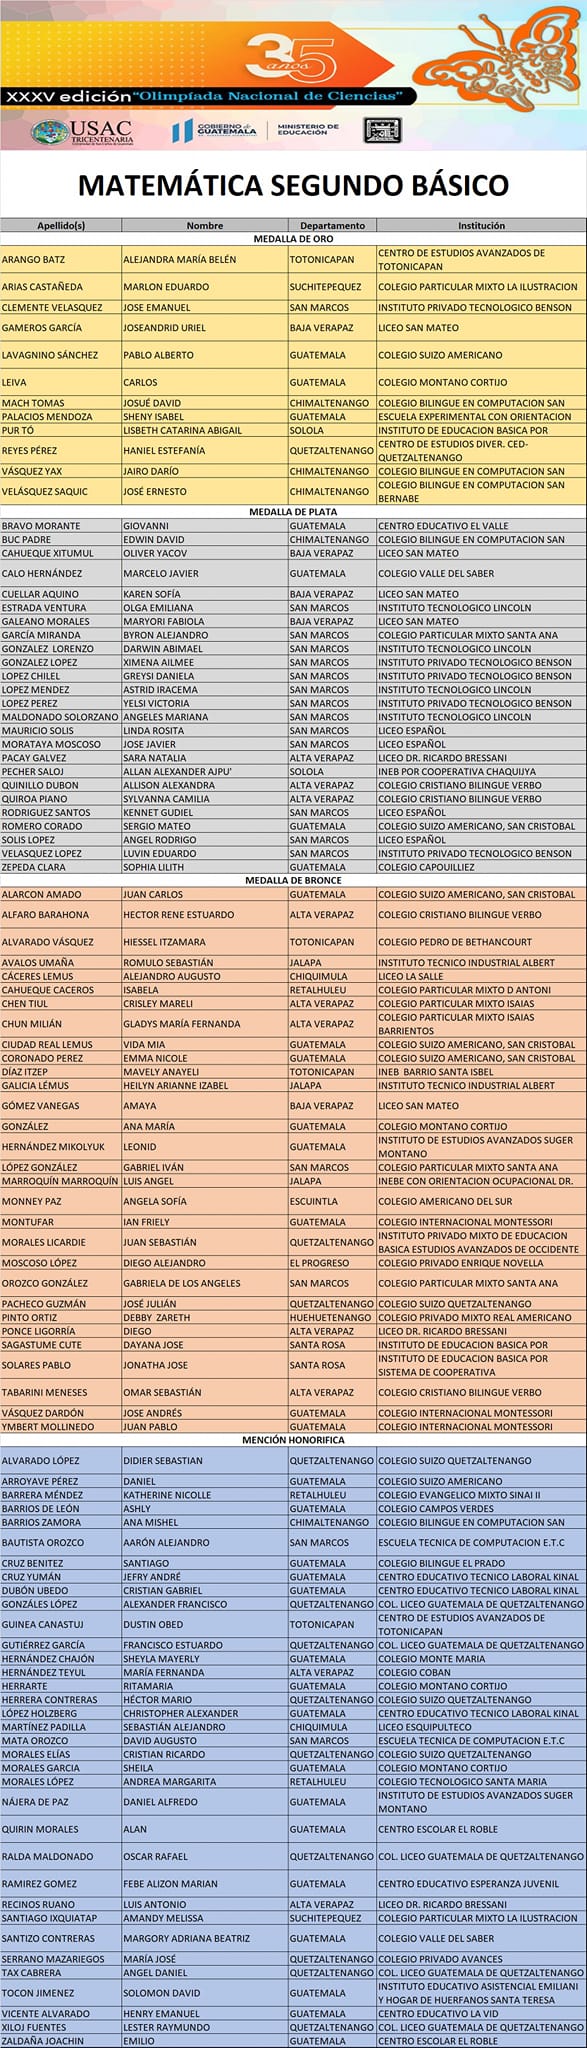 35
años
XXXV edición "Olimpíada Nacional de Ciencias"
USAC
TRICENTENARIA
Universidad de San Carlos de Guatemala
GOBIERNO de
GUATEMALA
MINISTERIO DE
EDUCACIÓN
MATEMÁTICA SEGUNDO BÁSICO
Apellido(s) Nombre Departamento Institución
MEDALLA DE ORO
ARANGO BATZ ALEJANDRA MARÍA BELÉN TOTONICAPAN CENTRO DE ESTUDIOS AVANZADOS DE
TOTONICAPAN
ARIAS CASTAÑEDA MARLON EDUARDO SUCHITEPEQUEZ COLEGIO PARTICULAR MIXTO LA ILUSTRACION
CLEMENTE VELASQUEZ JOSE EMANUEL SAN MARCOS INSTITUTO PRIVADO TECNOLOGICO BENSON
GAMEROS GARCÍA JOSEANDRID URIEL BAJA VERAPAZ LICEO SAN MATEO
LAVAGNINO SÁNCHEZ PABLO ALBERTO GUATEMALA COLEGIO SUIZO AMERICANO
LEIVA CARLOS GUATEMALA COLEGIO MONTANO CORTIJO
MACH TOMAS JOSUÉ DAVID CHIMALTENANGO COLEGIO BILINGUE EN COMPUTACION SAN
PALACIOS MENDOZA SHENY ISABEL GUATEMALA ESCUELA EXPERIMENTAL CON ORIENTACION
PUR TÓ LISBETH CATARINA ABIGAIL SOLOLA INSTITUTO DE EDUCACION BASICA POR
REYES PÉREZ HANIEL ESTEFANÍA QUETZALTENANGO CENTRO DE ESTUDIOS DIVER. CED-
QUETZALTENANGO
VÁSQUEZ YAX JAIRO DARÍO CHIMALTENANGO COLEGIO BILINGUE EN COMPUTACION SAN
VELÁSQUEZ SAQUIC JOSÉ ERNESTO CHIMALTENANGO COLEGIO BILINGUE EN COMPUTACION SAN
BERNABE
MEDALLA DE PLATA
BRAVO MORANTE GIOVANNI GUATEMALA CENTRO EDUCATIVO EL VALLE
BUC PADRE EDWIN DAVID CHIMALTENANGO COLEGIO BILINGUE EN COMPUTACION SAN
CAHUEQUE XITUMUL OLIVER YACOV BAJA VERAPAZ LICEO SAN MATEO
CALO HERNÁNDEZ MARCELO JAVIER GUATEMALA COLEGIO VALLE DEL SABER
CUELLAR AQUINO KAREN SOFÍA BAJA VERAPAZ LICEO SAN MATEO
ESTRADA VENTURA OLGA EMILIANA SAN MARCOS INSTITUTO TECNOLOGICO LINCOLN
GALEANO MORALES MARYORI FABIOLA BAJA VERAPAZ LICEO SAN MATEO
GARCÍA MIRANDA BYRON ALEJANDRO SAN MARCOS COLEGIO PARTICULAR MIXTO SANTA ANA
GONZALEZ LORENZO DARWIN ABIMAEL SAN MARCOS INSTITUTO TECNOLOGICO LINCOLN
GONZALEZ LOPEZ XIMENA AILMEE SAN MARCOS INSTITUTO PRIVADO TECNOLOGICO BENSON
LOPEZ CHILEL GREYSI DANIELA SAN MARCOS INSTITUTO PRIVADO TECNOLOGICO BENSON
LOPEZ MENDEZ ASTRID IRACEMA SAN MARCOS INSTITUTO TECNOLOGICO LINCOLN
LOPEZ PEREZ YELSI VICTORIA SAN MARCOS INSTITUTO PRIVADO TECNOLOGICO BENSON
MALDONADO SOLORZANO ANGELES MARIANA SAN MARCOS INSTITUTO TECNOLOGICO LINCOLN
MAURICIO SOLIS LINDA ROSITA SAN MARCOS LICEO ESPAÑOL
MORATAYA MOSCOSO JOSE JAVIER SAN MARCOS LICEO ESPAÑOL
PACAY GALVEZ SARA NATALIA ALTA VERAPAZ LICEO DR. RICARDO BRESSANI
PECHER SALOJ ALLAN ALEXANDER AJPU' SOLOLA INEB POR COOPERATIVA CHAQUIJYA
QUINILLO DUBON ALLISON ALEXANDRA ALTA VERAPAZ COLEGIO CRISTIANO BILINGUE VERBO
QUIROA PIANO SYLVANNA CAMILIA ALTA VERAPAZ COLEGIO CRISTIANO BILINGUE VERBO
RODRIGUEZ SANTOS KENNET GUDIEL SAN MARCOS LICEO ESPAÑOL
ROMERO CORADO SERGIO MATEO GUATEMALA COLEGIO SUIZO AMERICANO, SAN CRISTOBAL
SOLIS LOPEZ ANGEL RODRIGO SAN MARCOS LICEO ESPAÑOL
VELASQUEZ LOPEZ LUVIN EDUARDO SAN MARCOS INSTITUTO PRIVADO TECNOLOGICO BENSON
ZEPEDA CLARA SOPHIA LILITH GUATEMALA COLEGIO CAPOUILLIEZ
MEDALLA DE BRONCE
ALARCON AMADO JUAN CARLOS GUATEMALA COLEGIO SUIZO AMERICANO, SAN CRISTOBAL
ALFARO BARAHONA HECTOR RENE ESTUARDO ALTA VERAPAZ COLEGIO CRISTIANO BILINGUE VERBO
ALVARADO VÁSQUEZ HIESSEL ITZAMARA TOTONICAPAN COLEGIO PEDRO DE BETHANCOURT
AVALOS UMAÑA ROMULO SEBASTIÁN JALAPA INSTITUTO TECNICO INDUSTRIAL ALBERT
CÁCERES LEMUS ALEJANDRO AUGUSTO CHIQUIMULA LICEO LA SALLE
CAHUEQUE CACEROS ISABELA RETALHULEU COLEGIO PARTICULAR MIXTO D ANTONI
CHEN TIUL CRISLEY MARELI ALTA VERAPAZ COLEGIO PARTICULAR MIXTO ISAIAS
CHUN MILIÁN GLADYS MARÍA FERNANDA ALTA VERAPAZ COLEGIO PARTICULAR MIXTO ISAIAS
BARRIENTOS
CIUDAD REAL LEMUS VIDA MIA GUATEMALA COLEGIO SUIZO AMERICANO, SAN CRISTOBAL
CORONADO PEREZ EMMA NICOLE GUATEMALA COLEGIO SUIZO AMERICANO, SAN CRISTOBAL
DÍAZ ITZEP MAVELY ANAYELI TOTONICAPAN INEB BARRIO SANTA ISBEL
GALICIA LÉMUS HEILYN ARIANNE IZABEL JALAPA INSTITUTO TECNICO INDUSTRIAL ALBERT
GÓMEZ VANEGAS AMAYA BAJA VERAPAZ LICEO SAN MATEO
GONZÁLEZ ANA MARÍA GUATEMALA COLEGIO MONTANO CORTIJO
HERNÁNDEZ MIKOLYUK LEONID GUATEMALA INSTITUTO DE ESTUDIOS AVANZADOS SUGER
MONTANO
LÓPEZ GONZÁLEZ GABRIEL IVÁN SAN MARCOS COLEGIO PARTICULAR MIXTO SANTA ANA
MARROQUÍN MARROQUÍN LUIS ANGEL JALAPA INEBE CON ORIENTACION OCUPACIONAL DR.
MONNEY PAZ ANGELA SOFÍA ESCUINTLA COLEGIO AMERICANO DEL SUR
MONTUFAR IAN FRIELY GUATEMALA COLEGIO INTERNACIONAL MONTESSORI
MORALES LICARDIE JUAN SEBASTIÁN QUETZALTENANGO INSTITUTO PRIVADO MIXTO DE EDUCACION
BASICA ESTUDIOS AVANZADOS DE OCCIDENTE
MOSCOSO LÓPEZ DIEGO ALEJANDRO EL PROGRESO COLEGIO PRIVADO ENRIQUE NOVELLA
OROZCO GONZÁLEZ GABRIELA DE LOS ANGELES SAN MARCOS COLEGIO PARTICULAR MIXTO SANTA ANA
PACHECO GUZMÁN JOSÉ JULIÁN QUETZALTENANGO COLEGIO SUIZO QUETZALTENANGO
PINTO ORTIZ DEBBY ZARETH HUEHUETENANGO COLEGIO PRIVADO MIXTO REAL AMERICANO
PONCE LIGORRÍA DIEGO ALTA VERAPAZ LICEO DR. RICARDO BRESSANI
SAGASTUME CUTE DAYANA JOSE SANTA ROSA INSTITUTO DE EDUCACION BASICA POR
SOLARES PABLO JONATHA JOSE SANTA ROSA INSTITUTO DE EDUCACION BASICA POR
SISTEMA DE COOPERATIVA
TABARINI MENESES OMAR SEBASTIÁN ALTA VERAPAZ COLEGIO CRISTIANO BILINGUE VERBO
VÁSQUEZ DARDÓN JOSE ANDRÉS GUATEMALA COLEGIO INTERNACIONAL MONTESSORI
YMBERT MOLLINEDO JUAN PABLO GUATEMALA COLEGIO INTERNACIONAL MONTESSORI
MENCIÓN HONORIFICA
ALVARADO LÓPEZ DIDIER SEBASTIAN QUETZALTENANGO COLEGIO SUIZO QUETZALTENANGO
ARROYAVE PÉREZ DANIEL GUATEMALA COLEGIO SUIZO AMERICANO
BARRERA MÉNDEZ KATHERINE NICOLLE RETALHULEU COLEGIO EVANGELICO MIXTO SINAI II
BARRIOS DE LEÓN ASHLY GUATEMALA COLEGIO CAMPOS VERDES
BARRIOS ZAMORA ANA MISHEL CHIMALTENANGO COLEGIO BILINGUE EN COMPUTACION SAN
BAUTISTA OROZCO AARÓN ALEJANDRO SAN MARCOS ESCUELA TECNICA DE COMPUTACION E.T.C
CRUZ BENITEZ SANTIAGO GUATEMALA COLEGIO BILINGUE EL PRADO
CRUZ YUMÁN JEFRY ANDRÉ GUATEMALA CENTRO EDUCATIVO TECNICO LABORAL KINAL
DUBÓN UBEDO CRISTIAN GABRIEL GUATEMALA CENTRO EDUCATIVO TECNICO LABORAL KINAL
GONZÁLES LÓPEZ ALEXANDER FRANCISCO QUETZALTENANGO COL. LICEO GUATEMALA DE QUETZALTENANGO
GUINEA CANASTUJ DUSTIN OBED TOTONICAPAN CENTRO DE ESTUDIOS AVANZADOS DE
TOTONICAPAN
GUTIÉRREZ GARCÍA FRANCISCO ESTUARDO QUETZALTENANGO COL. LICEO GUATEMALA DE QUETZALTENANGO
HERNÁNDEZ CHAJÓN SHEYLA MAYERLY GUATEMALA COLEGIO MONTE MARIA
HERNÁNDEZ TEYUL MARÍA FERNANDA ALTA VERAPAZ COLEGIO COBAN
HERRARTE RITAMARIA GUATEMALA COLEGIO MONTANO CORTIJO
HERRERA CONTRERAS HÉCTOR MARIO QUETZALTENANGO COLEGIO SUIZO QUETZALTENANGO
LÓPEZ HOLZBERG CHRISTOPHER ALEXANDER GUATEMALA CENTRO EDUCATIVO TECNICO LABORAL KINAL
MARTÍNEZ PADILLA SEBASTIÁN ALEJANDRO CHIQUIMULA LICEO ESQUIPULTECO
MATA OROZCO DAVID AUGUSTO SAN MARCOS ESCUELA TECNICA DE COMPUTACION E.T.C
MORALES ELÍAS CRISTIAN RICARDO QUETZALTENANGO COLEGIO SUIZO QUETZALTENANGO
MORALES GARCIA SHEILA GUATEMALA COLEGIO MONTANO CORTIJO
MORALES LÓPEZ ANDREA MARGARITA RETALHULEU COLEGIO TECNOLOGICO SANTA MARIA
NÁJERA DE PAZ DANIEL ALFREDO GUATEMALA INSTITUTO DE ESTUDIOS AVANZADOS SUGER
MONTANO
QUIRIN MORALES ALAN GUATEMALA CENTRO ESCOLAR EL ROBLE
RALDA MALDONADO OSCAR RAFAEL QUETZALTENANGO COL. LICEO GUATEMALA DE QUETZALTENANGO
RAMIREZ GOMEZ FEBE ALIZON MARIAN GUATEMALA CENTRO EDUCATIVO ESPERANZA JUVENIL
RECINOS RUANO LUIS ANTONIO ALTA VERAPAZ LICEO DR. RICARDO BRESSANI
SANTIAGO IXQUIATAP AMANDY MELISSA SUCHITEPEQUEZ COLEGIO PARTICULAR MIXTO LA ILUSTRACION
SANTIZO CONTRERAS MARGORY ADRIANA BEATRIZ GUATEMALA COLEGIO VALLE DEL SABER
SERRANO MAZARIEGOS MARÍA JOSÉ QUETZALTENANGO COLEGIO PRIVADO AVANCES
TAX CABRERA ANGEL DANIEL QUETZALTENANGO COL. LICEO GUATEMALA DE QUETZALTENANGO
TOCON JIMENEZ SOLOMON DAVID GUATEMALA INSTITUTO EDUCATIVO ASISTENCIAL EMILIANI
Y HOGAR DE HUERFANOS SANTA TERESA
VICENTE ALVARADO HENRY EMANUEL GUATEMALA CENTRO EDUCATIVO LA VID
XILOJ FUENTES LESTER RAYMUNDO QUETZALTENANGO COL. LICEO GUATEMALA DE QUETZALTENANGO
ZALDAÑA JOACHIN EMILIO GUATEMALA CENTRO ESCOLAR EL ROBLE